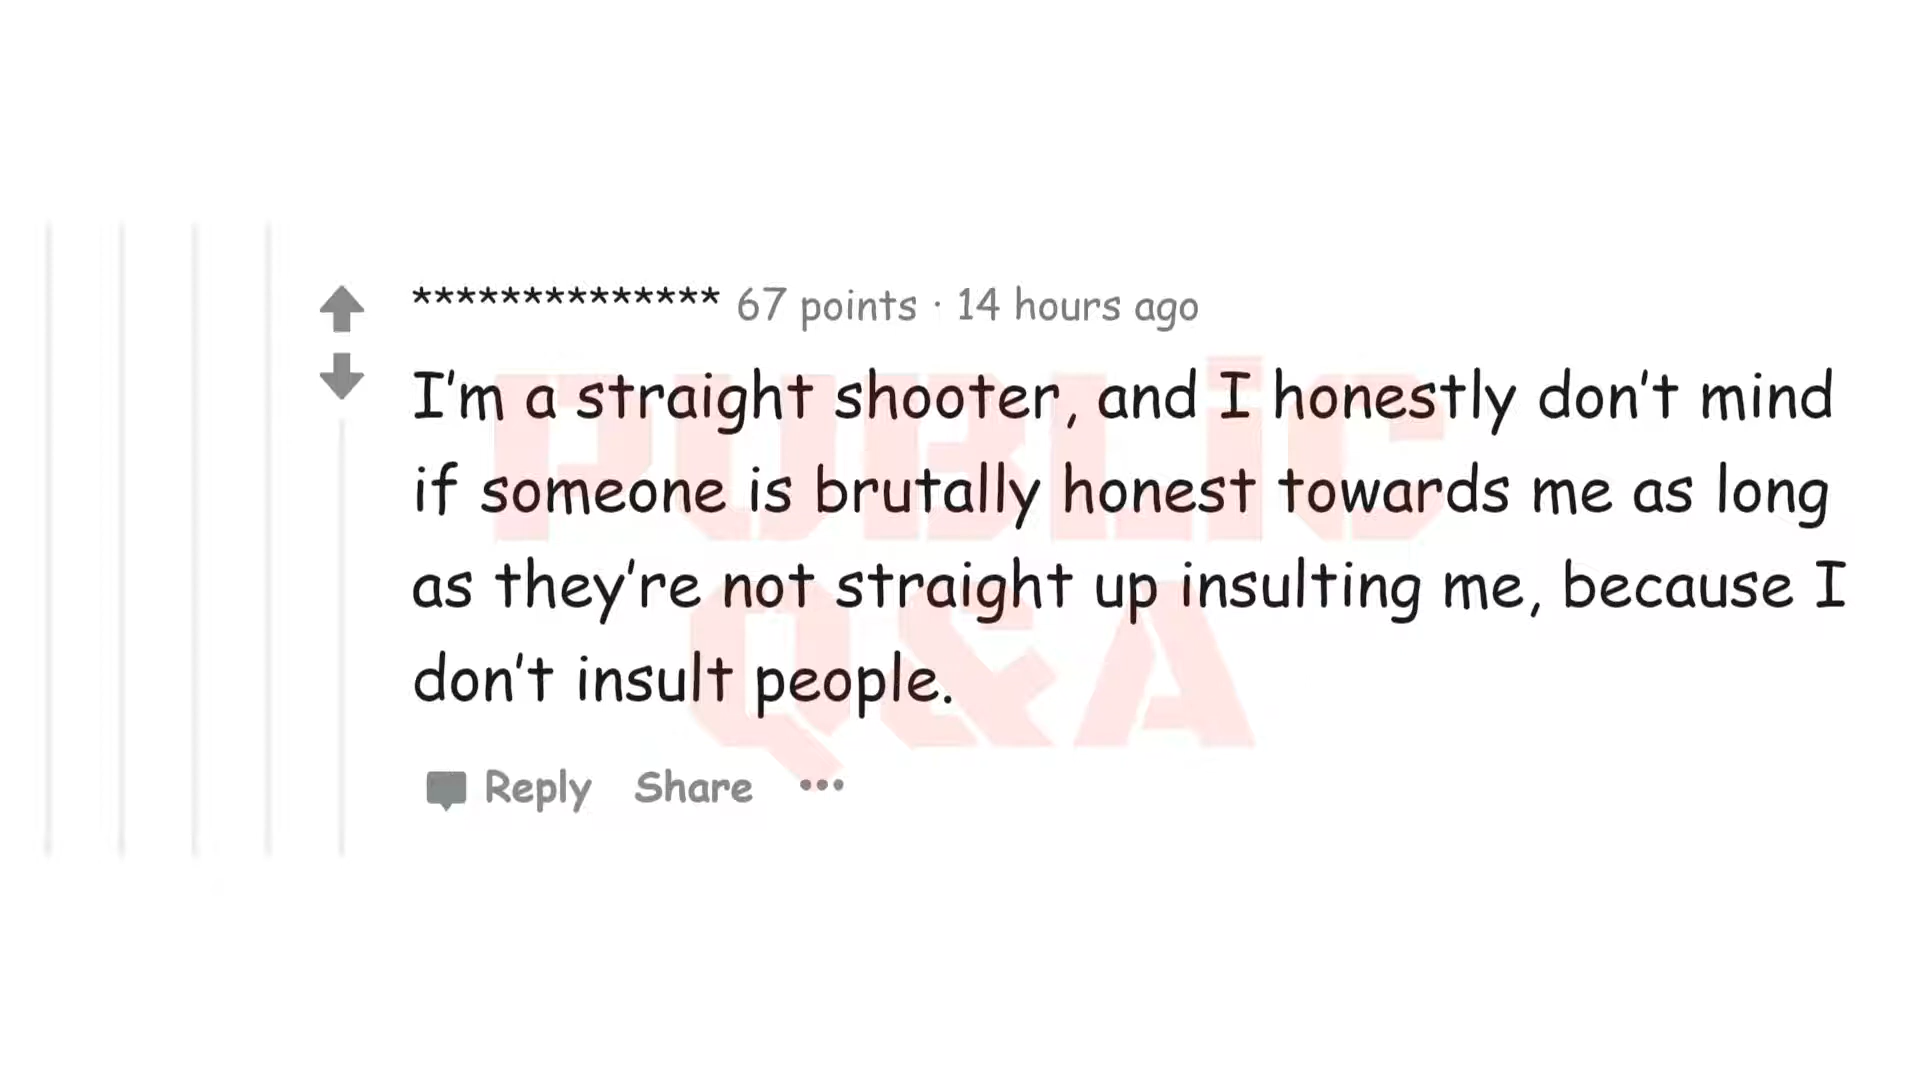 ************** 67 points · 14 hours ago
I'm a straight shooter, and I honestly don't mind
if someone is brutally honest towards me as long
as they're not straight up insulting me, because I
don't insult people.
Reply Share •••
PUBLiC
Q&A